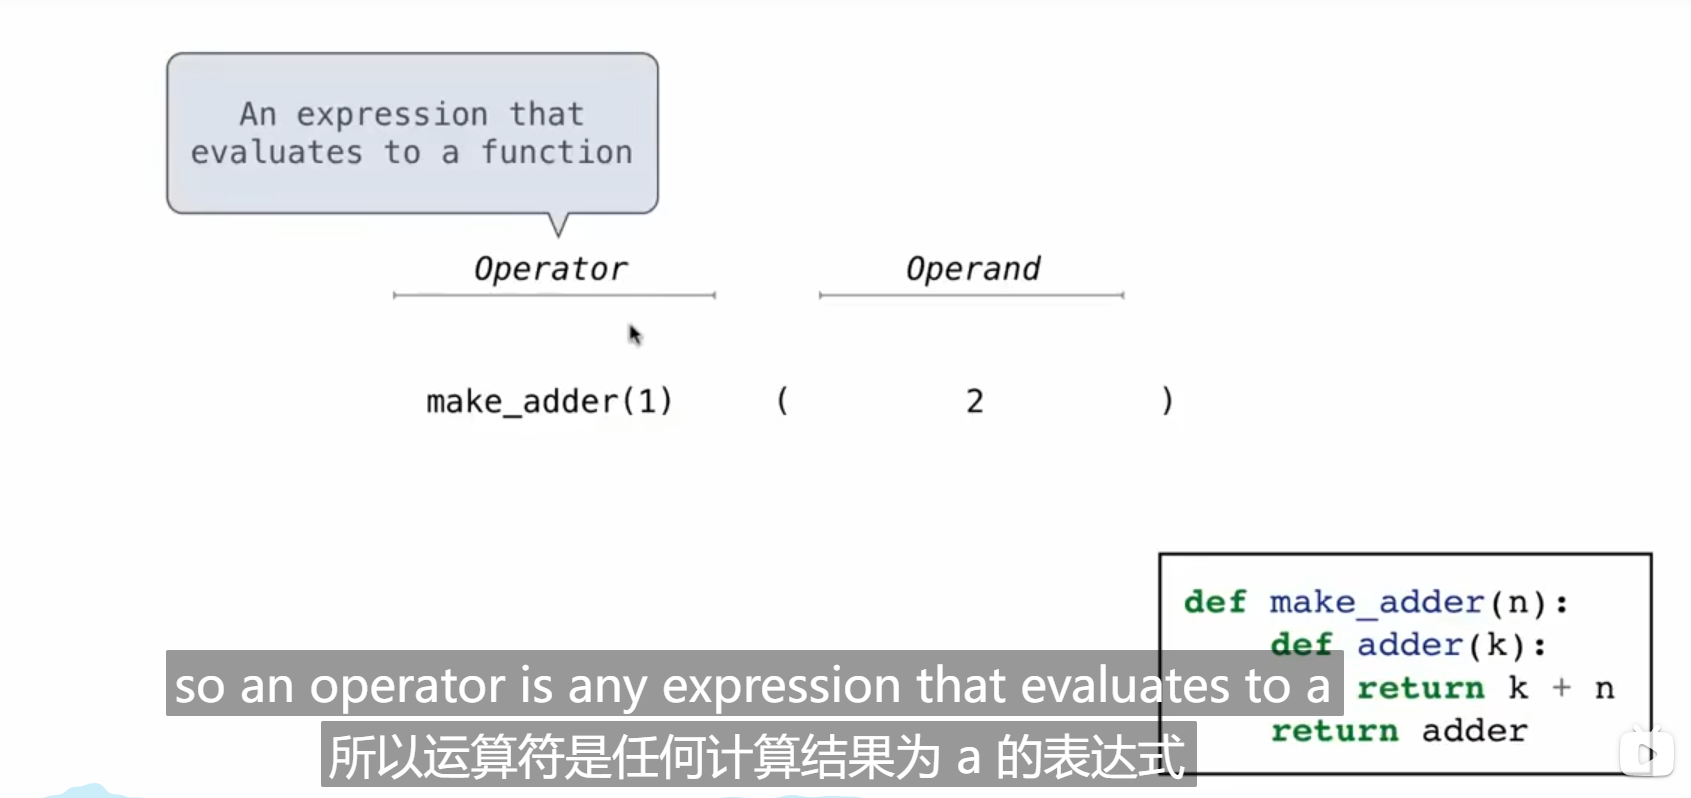 An expression that
evaluates to a function
Operator Operand
make_adder(1) ( 2 )
def make_adder(n):
def adder(k):
return k + n
return adder
so an operator is any expression that evaluates to a
所以运算符是任何计算结果为 a 的表达式